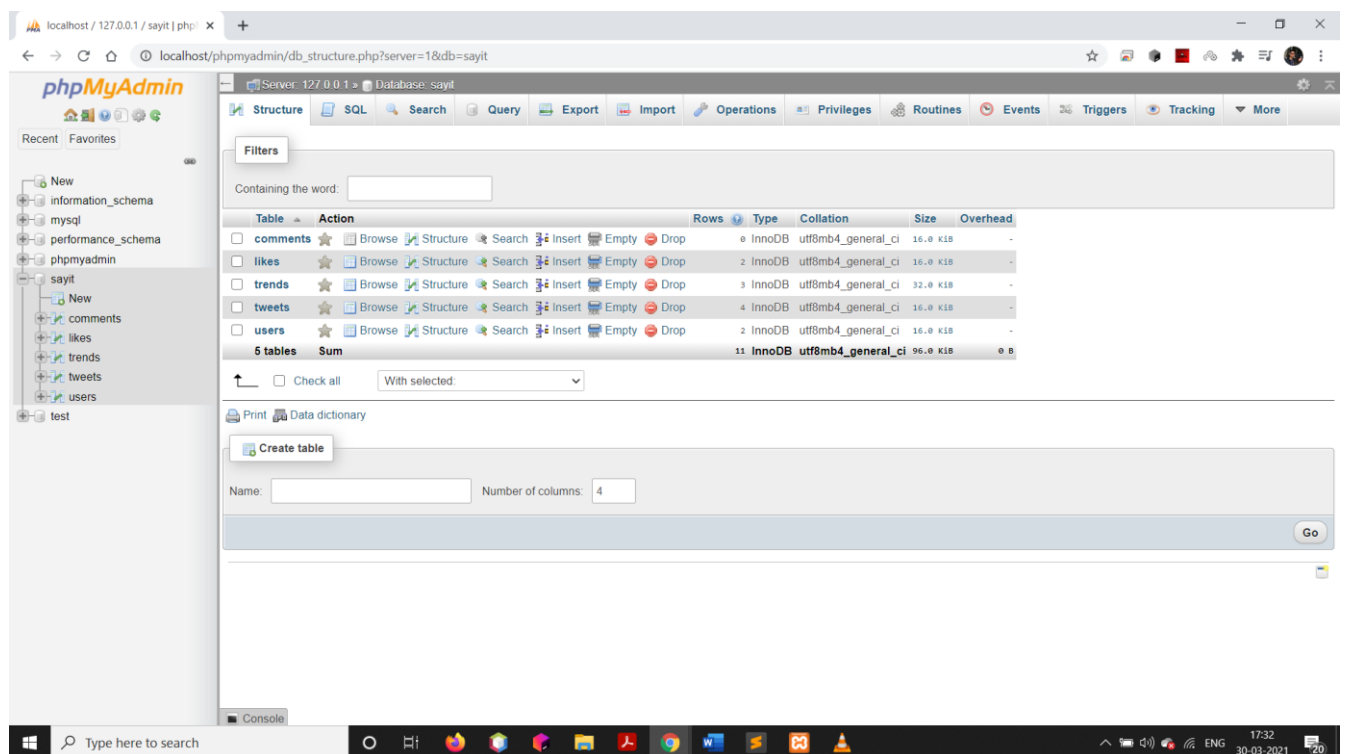 localhost / 127.0.0.1 / sayit | php
localhost/phpmyadmin/db_structure.php?server=1&db=sayit
phpMyAdmin
Recent Favorites
New
information_schema
mysql
performance_schema
phpmyadmin
sayit
New
comments
likes
trends
tweets
users
test
Server: 127.0.0.1 » Database: sayit
Structure SQL Search Query Export Import Operations Privileges Routines Events Triggers Tracking More
Filters
Containing the word:
Table Action Rows Type Collation Size Overhead
comments Browse Structure Search Insert Empty Drop 0 InnoDB utf8mb4_general_ci 16.0 KiB -
likes Browse Structure Search Insert Empty Drop 2 InnoDB utf8mb4_general_ci 16.0 KiB -
trends Browse Structure Search Insert Empty Drop 3 InnoDB utf8mb4_general_ci 32.0 KiB -
tweets Browse Structure Search Insert Empty Drop 4 InnoDB utf8mb4_general_ci 16.0 KiB -
users Browse Structure Search Insert Empty Drop 2 InnoDB utf8mb4_general_ci 16.0 KiB -
5 tables Sum 11 InnoDB utf8mb4_general_ci 96.0 KiB 0 B
Check all With selected:
Print Data dictionary
Create table
Name: Number of columns: 4
Go
Console
Type here to search
ENG
17:32
30-03-2021
20